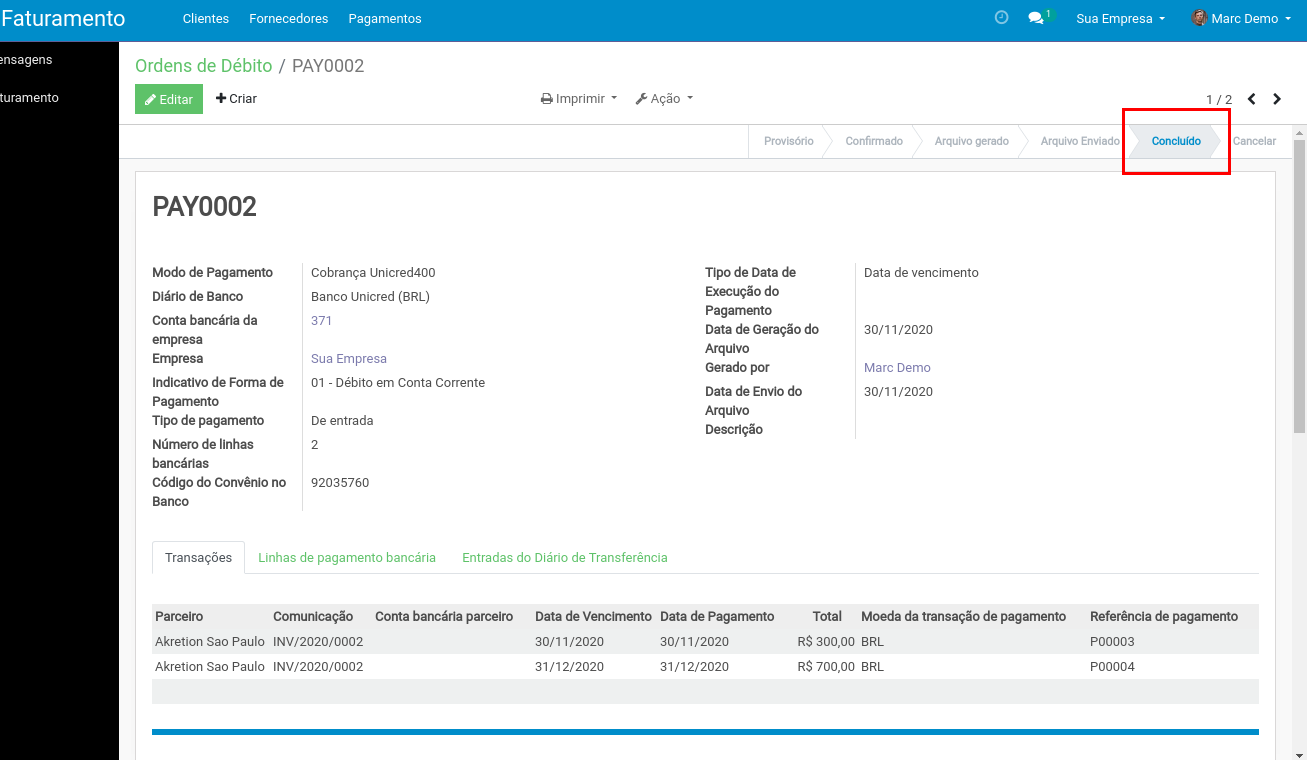 Faturamento Clientes Fornecedores Pagamentos 1 Sua Empresa Marc Demo
ensagens
turamento
Ordens de Débito / PAY0002
Editar Criar Imprimir Ação 1 / 2
Provisório Confirmado Arquivo gerado Arquivo Enviado Concluído Cancelar
PAY0002
Modo de Pagamento Cobrança Unicred400
Diário de Banco Banco Unicred (BRL)
Conta bancária da 371
empresa
Empresa Sua Empresa
Indicativo de Forma de 01 - Débito em Conta Corrente
Pagamento
Tipo de pagamento De entrada
Número de linhas 2
bancárias
Código do Convênio no 92035760
Banco
Tipo de Data de Data de vencimento
Execução do
Pagamento
Data de Geração do 30/11/2020
Arquivo
Gerado por Marc Demo
Data de Envio do 30/11/2020
Arquivo
Descrição
Transações Linhas de pagamento bancária Entradas do Diário de Transferência
Parceiro Comunicação Conta bancária parceiro Data de Vencimento Data de Pagamento Total Moeda da transação de pagamento Referência de pagamento
Akretion Sao Paulo INV/2020/0002 30/11/2020 30/11/2020 R$ 300,00 BRL P00003
Akretion Sao Paulo INV/2020/0002 31/12/2020 31/12/2020 R$ 700,00 BRL P00004